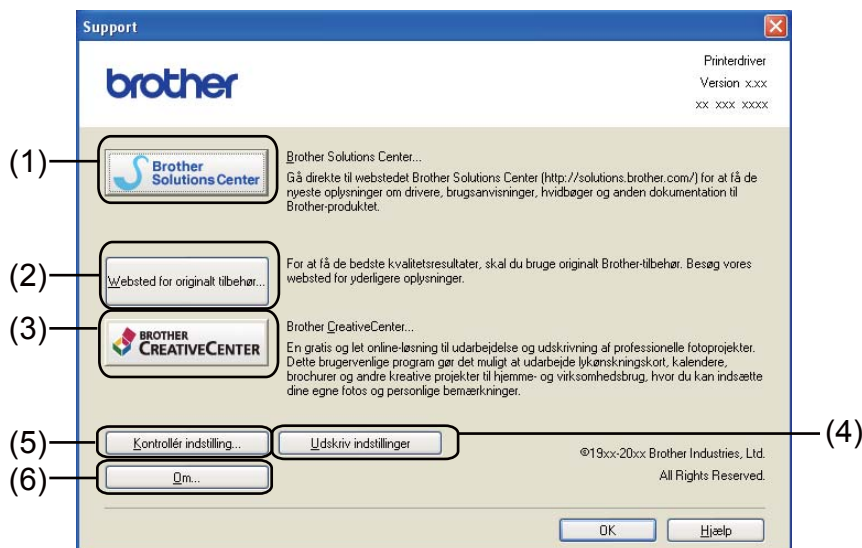 Support
brother
Printerdriver
Version x.xx
xx xxx xxxx
(1)
Brother
Solutions Center
Brother Solutions Center...
Gå direkte til webstedet Brother Solutions Center (http://solutions.brother.com/) for at få de
nyeste oplysninger om drivere, brugsanvisninger, hvidbøger og anden dokumentation til
Brother-produktet.
(2)
Websted for originalt tilbehør...
For at få de bedste kvalitetsresultater, skal du bruge originalt Brother-tilbehør. Besøg vores
websted for yderligere oplysninger.
(3)
BROTHER
CREATIVECENTER
Brother CreativeCenter...
En gratis og let online-løsning til udarbejdelse og udskrivning af professionelle fotoprojekter.
Dette brugervenlige program gør det muligt at udarbejde lykønskningskort, kalendere,
brochurer og andre kreative projekter til hjemme- og virksomhedsbrug, hvor du kan indsætte
dine egne fotos og personlige bemærkninger.
(5)
Kontrollér indstilling...
Udskriv indstillinger
(4)
(6)
Om...
©19xx-20xx Brother Industries, Ltd.
All Rights Reserved.
OK
Hjælp